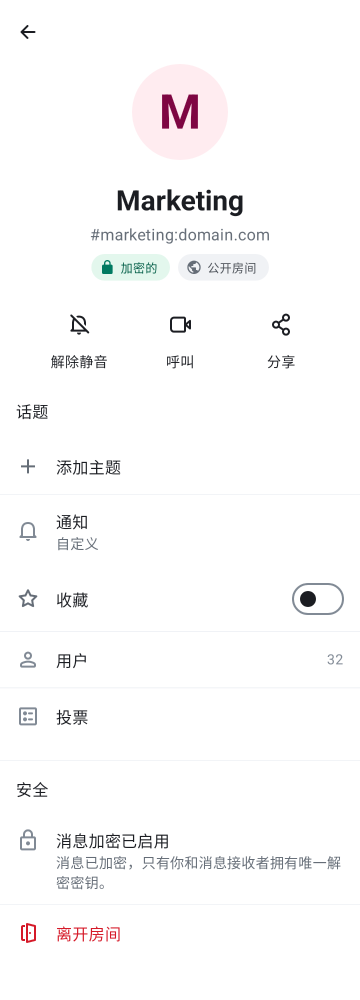 M
Marketing
#marketing:domain.com
加密的
公开房间
解除静音
呼叫
分享
话题
添加主题
通知
自定义
收藏
用户
32
投票
安全
消息加密已启用
消息已加密，只有你和消息接收者拥有唯一解
密密钥。
离开房间